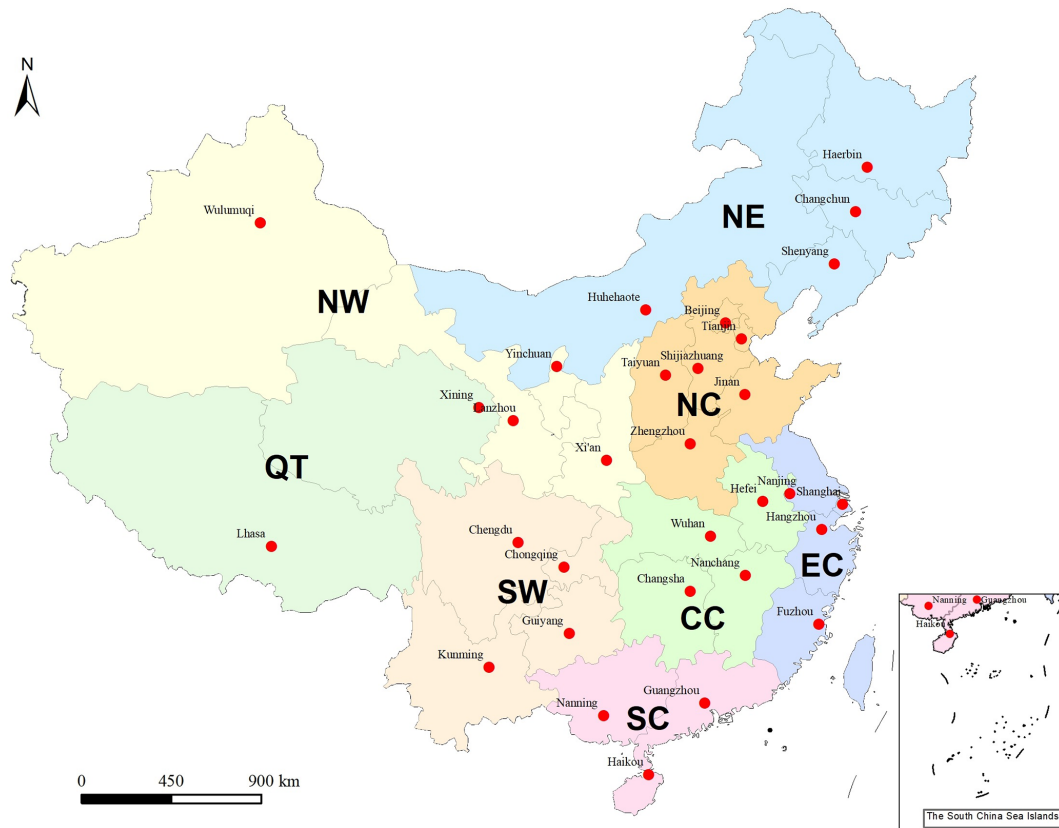 N
Haerbin
Wulumuqi
Changchun
NE
Shenyang
Huhehaote
NW
Beijing
Tianjin
Yinchuan
Taiyuan
Shijiazhuang
Jinan
Xining
Lanzhou
NC
Zhengzhou
Xi'an
QT
Nanjing
Hefei
Shanghai
Hangzhou
Lhasa
Chengdu
Wuhan
Chongqing
EC
Nanchang
SW
Changsha
CC
Guiyang
Fuzhou
Kunming
Guangzhou
Nanning
SC
Haikou
0 450 900 km
Nanning
Guangzhou
Haikou
The South China Sea Islands